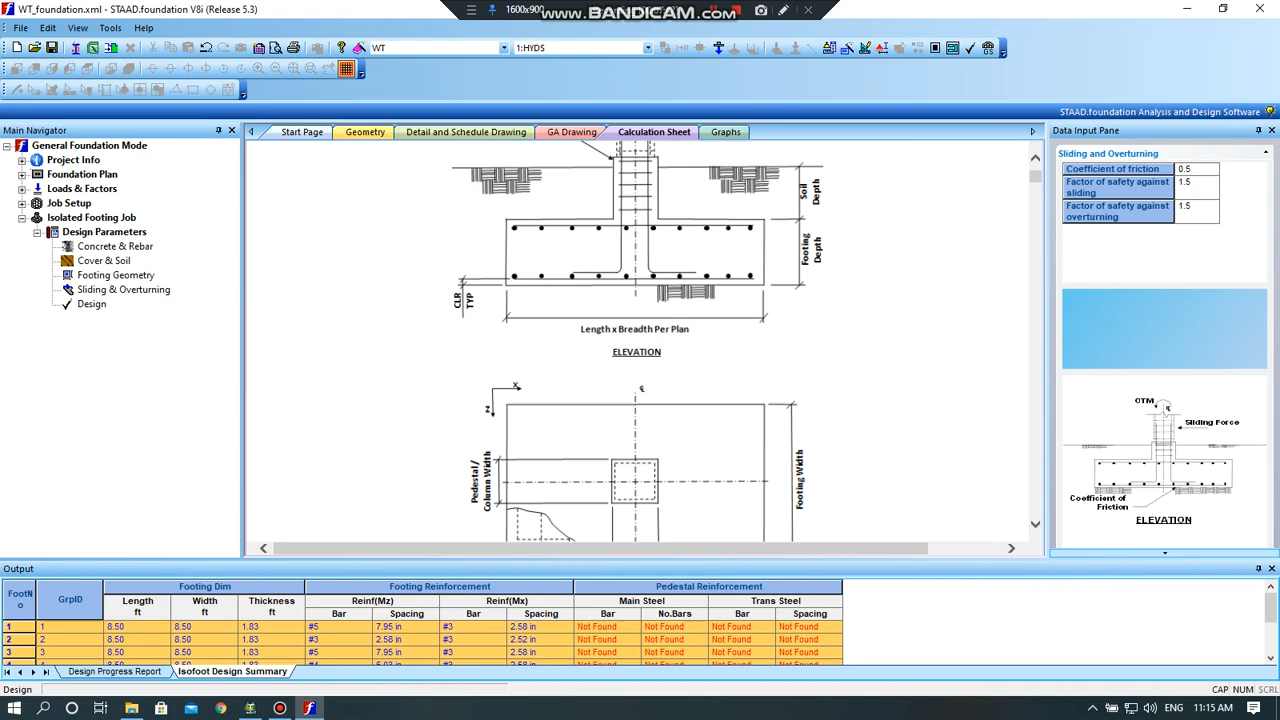 WT_foundation.xml - STAAD.foundation V8i (Release 5.3)
1600x900
www.BANDICAM.com
File Edit View Tools Help
WT
1:HYDS
STAAD.foundation Analysis and Design Software
Main Navigator
General Foundation Mode
Project Info
Foundation Plan
Loads & Factors
Job Setup
Isolated Footing Job
Design Parameters
Concrete & Rebar
Cover & Soil
Footing Geometry
Sliding & Overturning
Design
Start Page Geometry Detail and Schedule Drawing GA Drawing Calculation Sheet Graphs
Soil Depth
Footing Depth
CLR TYP
Length x Breadth Per Plan
ELEVATION
X
Z
Pedestal/ Column Width
Footing Width
Data Input Pane
Sliding and Overturning
Coefficient of friction 0.5
Factor of safety against sliding 1.5
Factor of safety against overturning 1.5
OTM
Sliding Force
Coefficient of Friction
ELEVATION
Output
FootNo GrpID Footing Dim Footing Reinforcement Pedestal Reinforcement
Length ft Width ft Thickness ft Reinf(Mz) Reinf(Mx) Main Steel Trans Steel
Bar Spacing Bar Spacing Bar No.Bars Bar Spacing
1 1 8.50 8.50 1.83 #5 7.95 in #3 2.58 in Not Found Not Found Not Found Not Found
2 2 8.50 8.50 1.83 #3 2.58 in #3 2.52 in Not Found Not Found Not Found Not Found
3 3 8.50 8.50 1.83 #5 7.95 in #3 2.58 in Not Found Not Found Not Found Not Found
Design Progress Report Isofoot Design Summary
Design
CAP NUM SCRL
11:15 AM